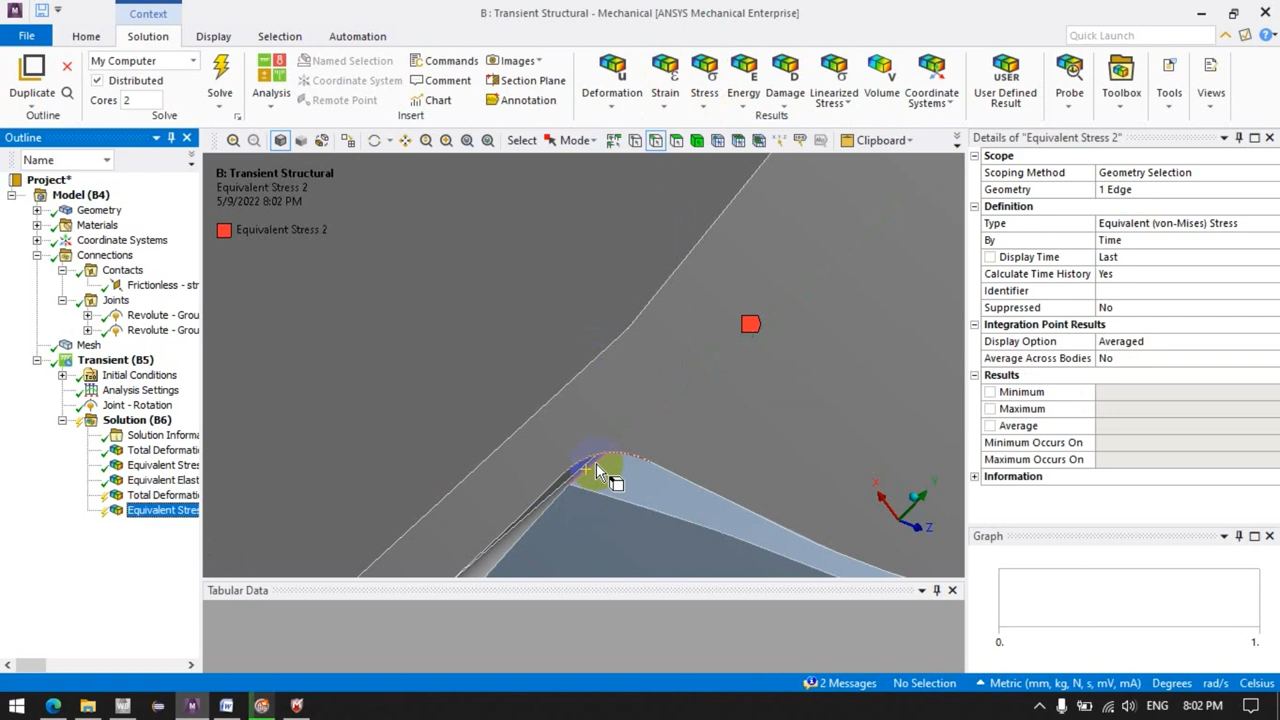 Context
B : Transient Structural - Mechanical [ANSYS Mechanical Enterprise]
File
Home
Solution
Display
Selection
Automation
Quick Launch
Duplicate
Outline
My Computer
Distributed
Cores 2
Solve
Solve
Analysis
Named Selection
Coordinate System
Remote Point
Commands
Comment
Chart
Images
Section Plane
Annotation
Insert
Deformation
Strain
Stress
Energy
Damage
Linearized Stress
Volume
Coordinate Systems
Results
USER
User Defined Result
Probe
Toolbox
Tools
Views
Outline
Name
Select
Mode
Clipboard
Project*
Model (B4)
Geometry
Materials
Coordinate Systems
Connections
Contacts
Frictionless - str
Joints
Revolute - Grou
Revolute - Grou
Mesh
Transient (B5)
Initial Conditions
Analysis Settings
Joint - Rotation
Solution (B6)
Solution Informa
Total Deformatio
Equivalent Stres
Equivalent Elast
Total Deformatio
Equivalent Stres
B: Transient Structural
Equivalent Stress 2
5/9/2022 8:02 PM
Equivalent Stress 2
X
Y
Z
Tabular Data
Details of "Equivalent Stress 2"
Scope
Scoping Method Geometry Selection
Geometry 1 Edge
Definition
Type Equivalent (von-Mises) Stress
By Time
Display Time Last
Calculate Time History Yes
Identifier
Suppressed No
Integration Point Results
Display Option Averaged
Average Across Bodies No
Results
Minimum
Maximum
Average
Minimum Occurs On
Maximum Occurs On
Information
Graph
0. 1.
2 Messages No Selection Metric (mm, kg, N, s, mV, mA) Degrees rad/s Celsius
ENG 8:02 PM